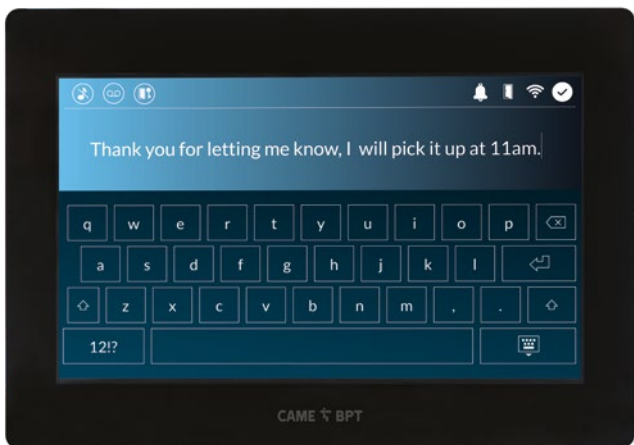 Thank you for letting me know, I will pick it up at 11am.
q w e r t y u i o p
a s d f g h j k l
z x c v b n m , .
12!?
CAME BPT